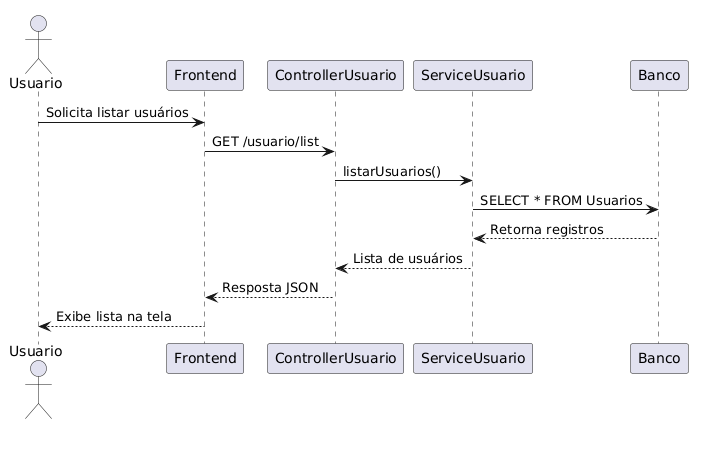 Usuario
Frontend
ControllerUsuario
ServiceUsuario
Banco
Solicita listar usuários
GET /usuario/list
listarUsuarios()
SELECT * FROM Usuarios
Retorna registros
Lista de usuários
Resposta JSON
Exibe lista na tela
Usuario
Frontend
ControllerUsuario
ServiceUsuario
Banco